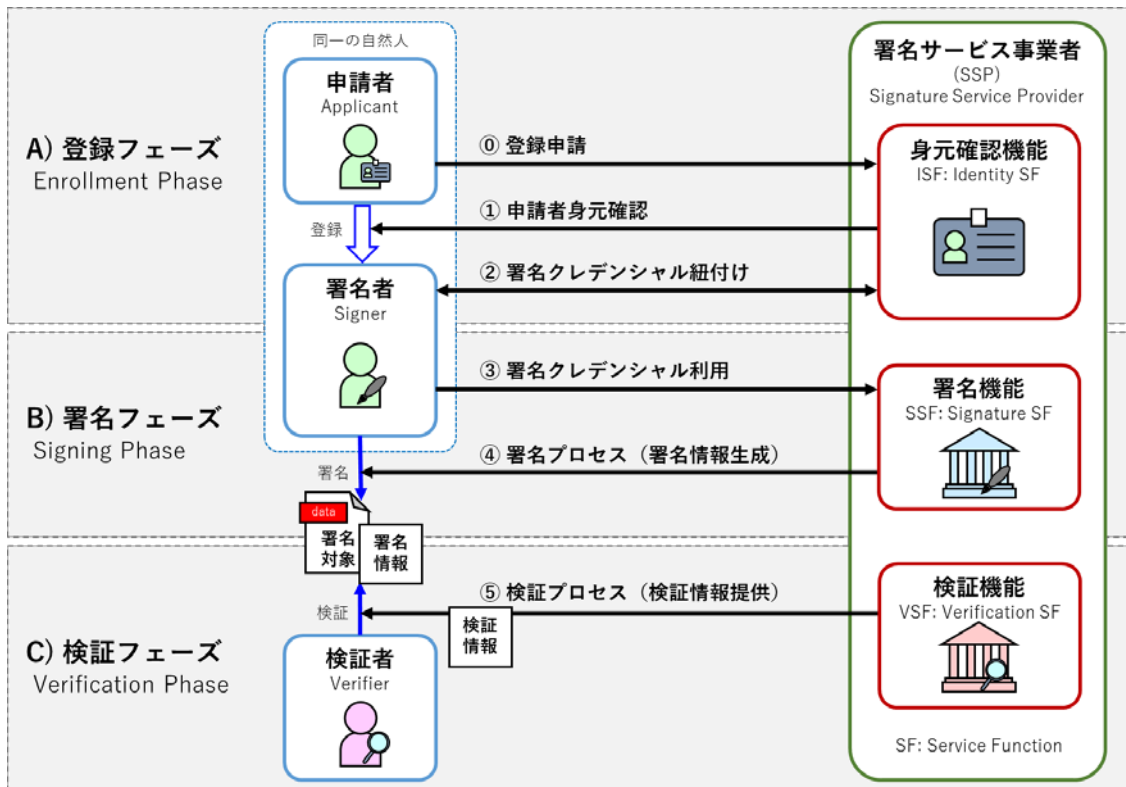 同一の自然人
申請者
Applicant
署名サービス事業者
(SSP)
Signature Service Provider
A) 登録フェーズ
Enrollment Phase
⓪ 登録申請
身元確認機能
ISF: Identity SF
① 申請者身元確認
登録
② 署名クレデンシャル紐付け
署名者
Signer
B) 署名フェーズ
Signing Phase
③ 署名クレデンシャル利用
署名機能
SSF: Signature SF
④ 署名プロセス（署名情報生成）
署名
data
署名
対象
署名
情報
C) 検証フェーズ
Verification Phase
⑤ 検証プロセス（検証情報提供）
検証
検証
情報
検証機能
VSF: Verification SF
検証者
Verifier
SF: Service Function